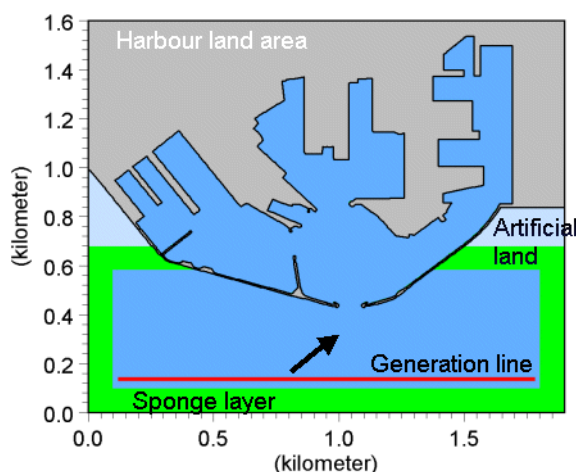 1.6
Harbour land area
1.4
1.2
1.0
(kilometer)
0.8
Artificial
land
0.6
0.4
0.2
Generation line
0.0
Sponge layer
0.0 0.5 1.0 1.5
(kilometer)